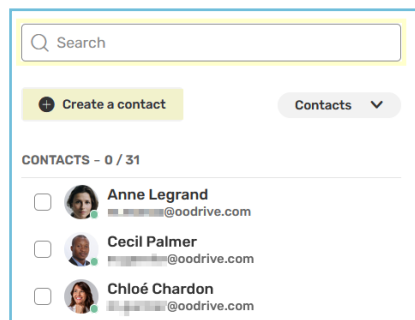 Search
Create a contact
Contacts
CONTACTS - 0 / 31
Anne Legrand
@oodrive.com
Cecil Palmer
@oodrive.com
Chloé Chardon
@oodrive.com